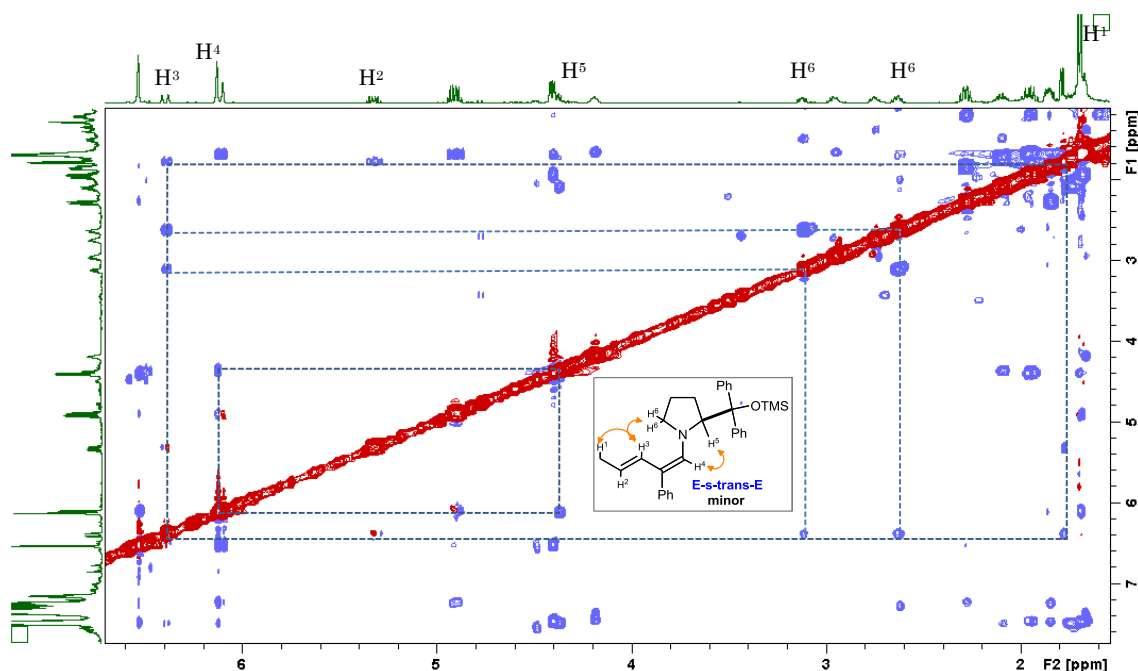 H³ H⁴ H² H⁵ H⁶ H⁶ H¹
F1 [ppm]
3
4
5
6
7
Ph
OTMS
Ph
H⁶
H⁶
N
H⁵
H¹
H³
H⁴
H²
Ph
E-s-trans-E
minor
6 5 4 3 2 F2 [ppm]